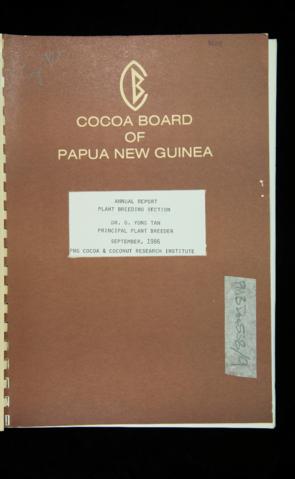 COCOA BOARD
OF
PAPUA NEW GUINEA
ANNUAL REPORT
PLANT BREEDING SECTION
DR. G. YONG TAN
PRINCIPAL PLANT BREEDER
SEPTEMBER, 1986
PNG COCOA & COCONUT RESEARCH INSTITUTE